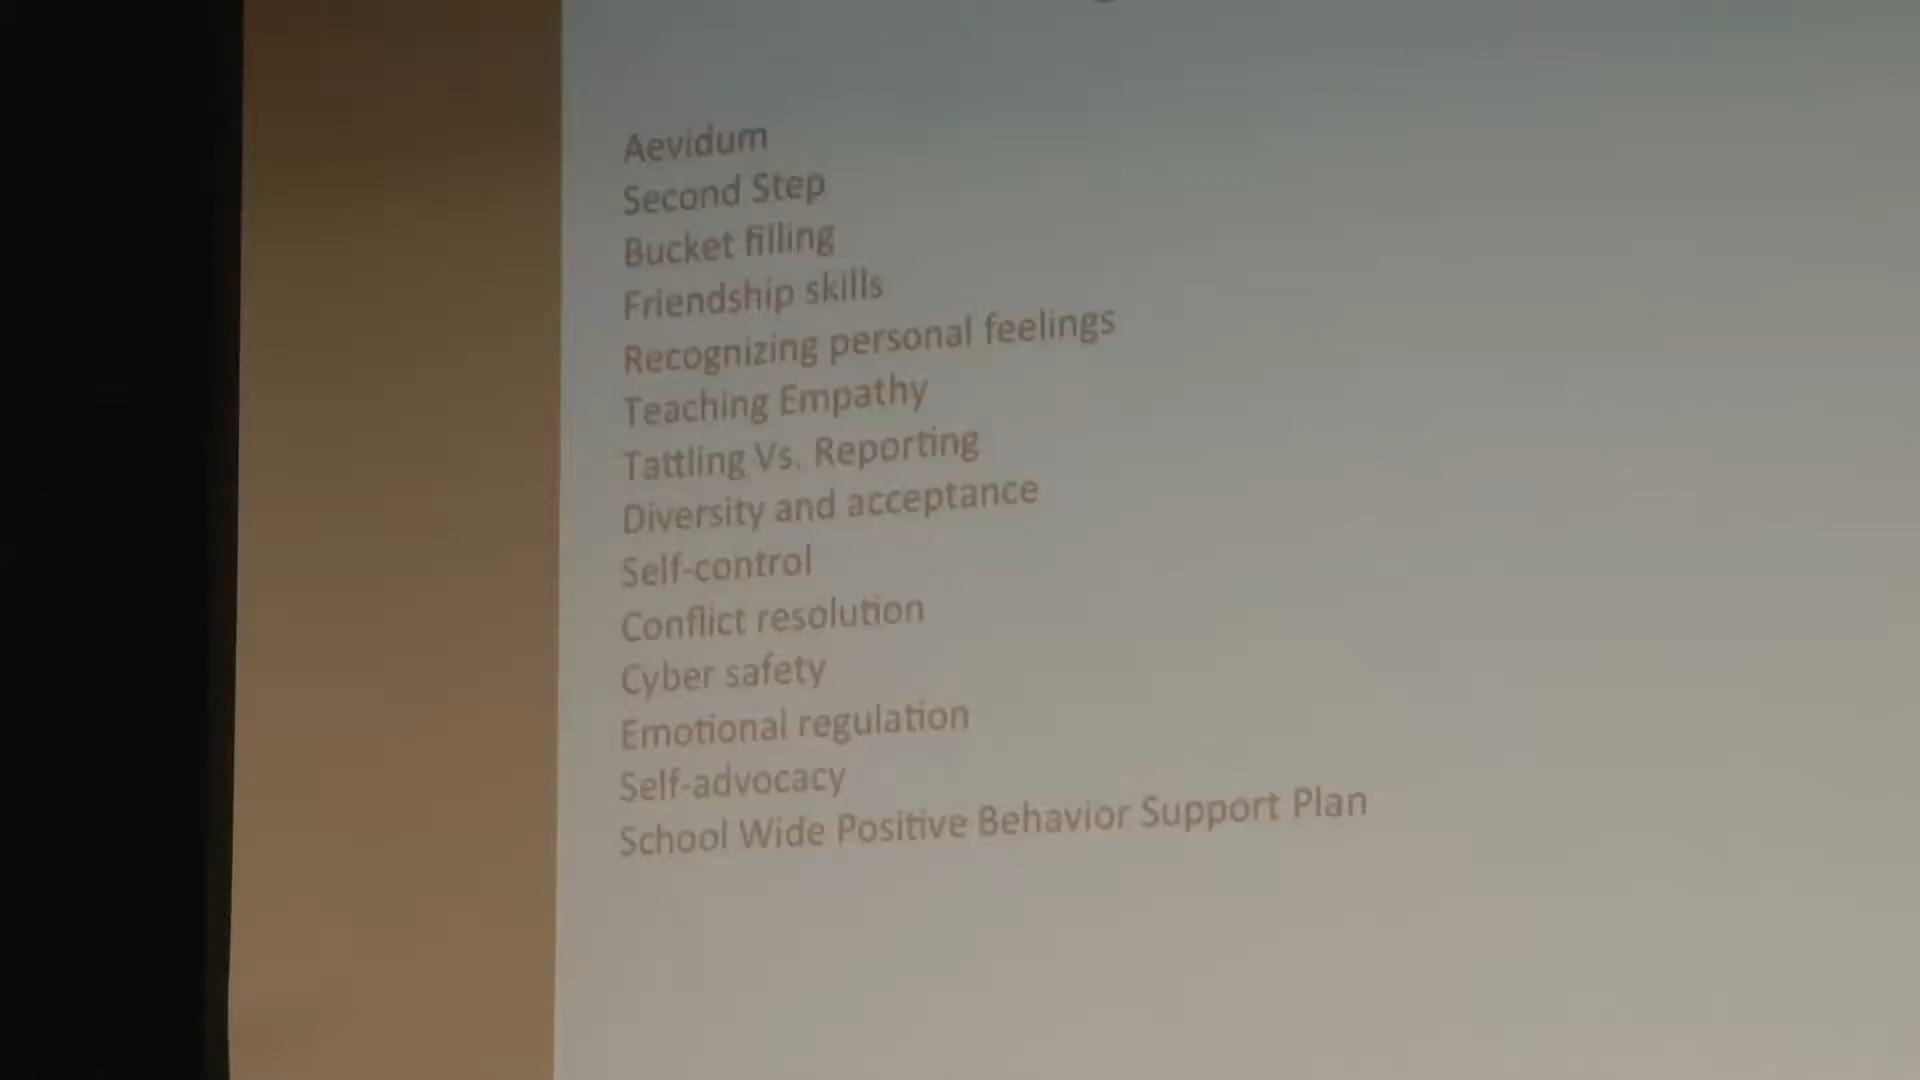 Aevidum
Second Step
Bucket filling
Friendship skills
Recognizing personal feelings
Teaching Empathy
Tattling Vs. Reporting
Diversity and acceptance
Self-control
Conflict resolution
Cyber safety
Emotional regulation
Self-advocacy
School Wide Positive Behavior Support Plan